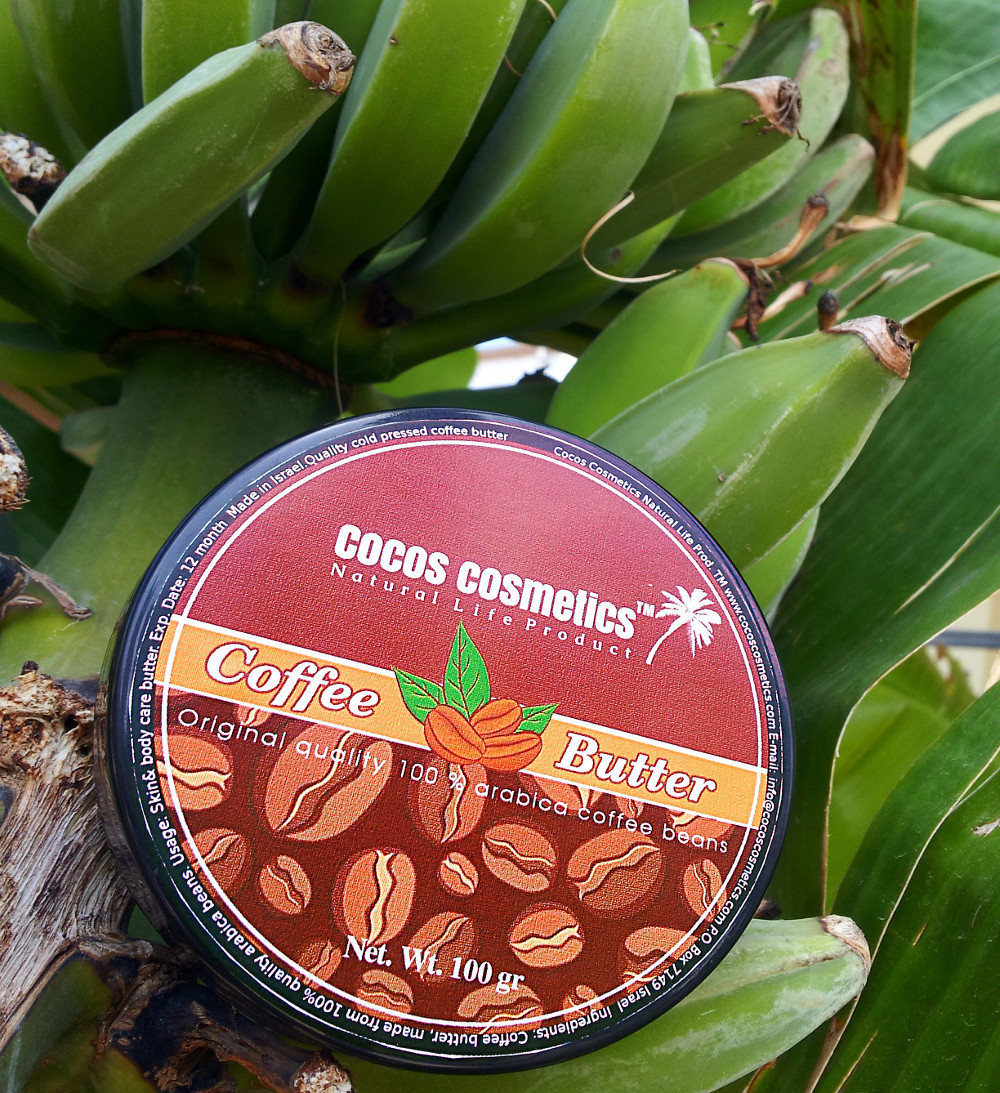 cocos cosmetics™
Natural Life Product
Coffee Butter
Original quality 100 % arabica coffee beans
Net. Wt. 100 gr
Cocos Cosmetics Natural Life Prod. TM www.cocoscosmetics.com E-mail: info@cocoscosmetics.com P.O. Box 7149 Israel Ingredients: Coffee butter, made from 100% quality arabica beans. Usage: Skin& body care butter. Exp. Date: 12 month Made in Israel.Quality cold pressed coffee butter